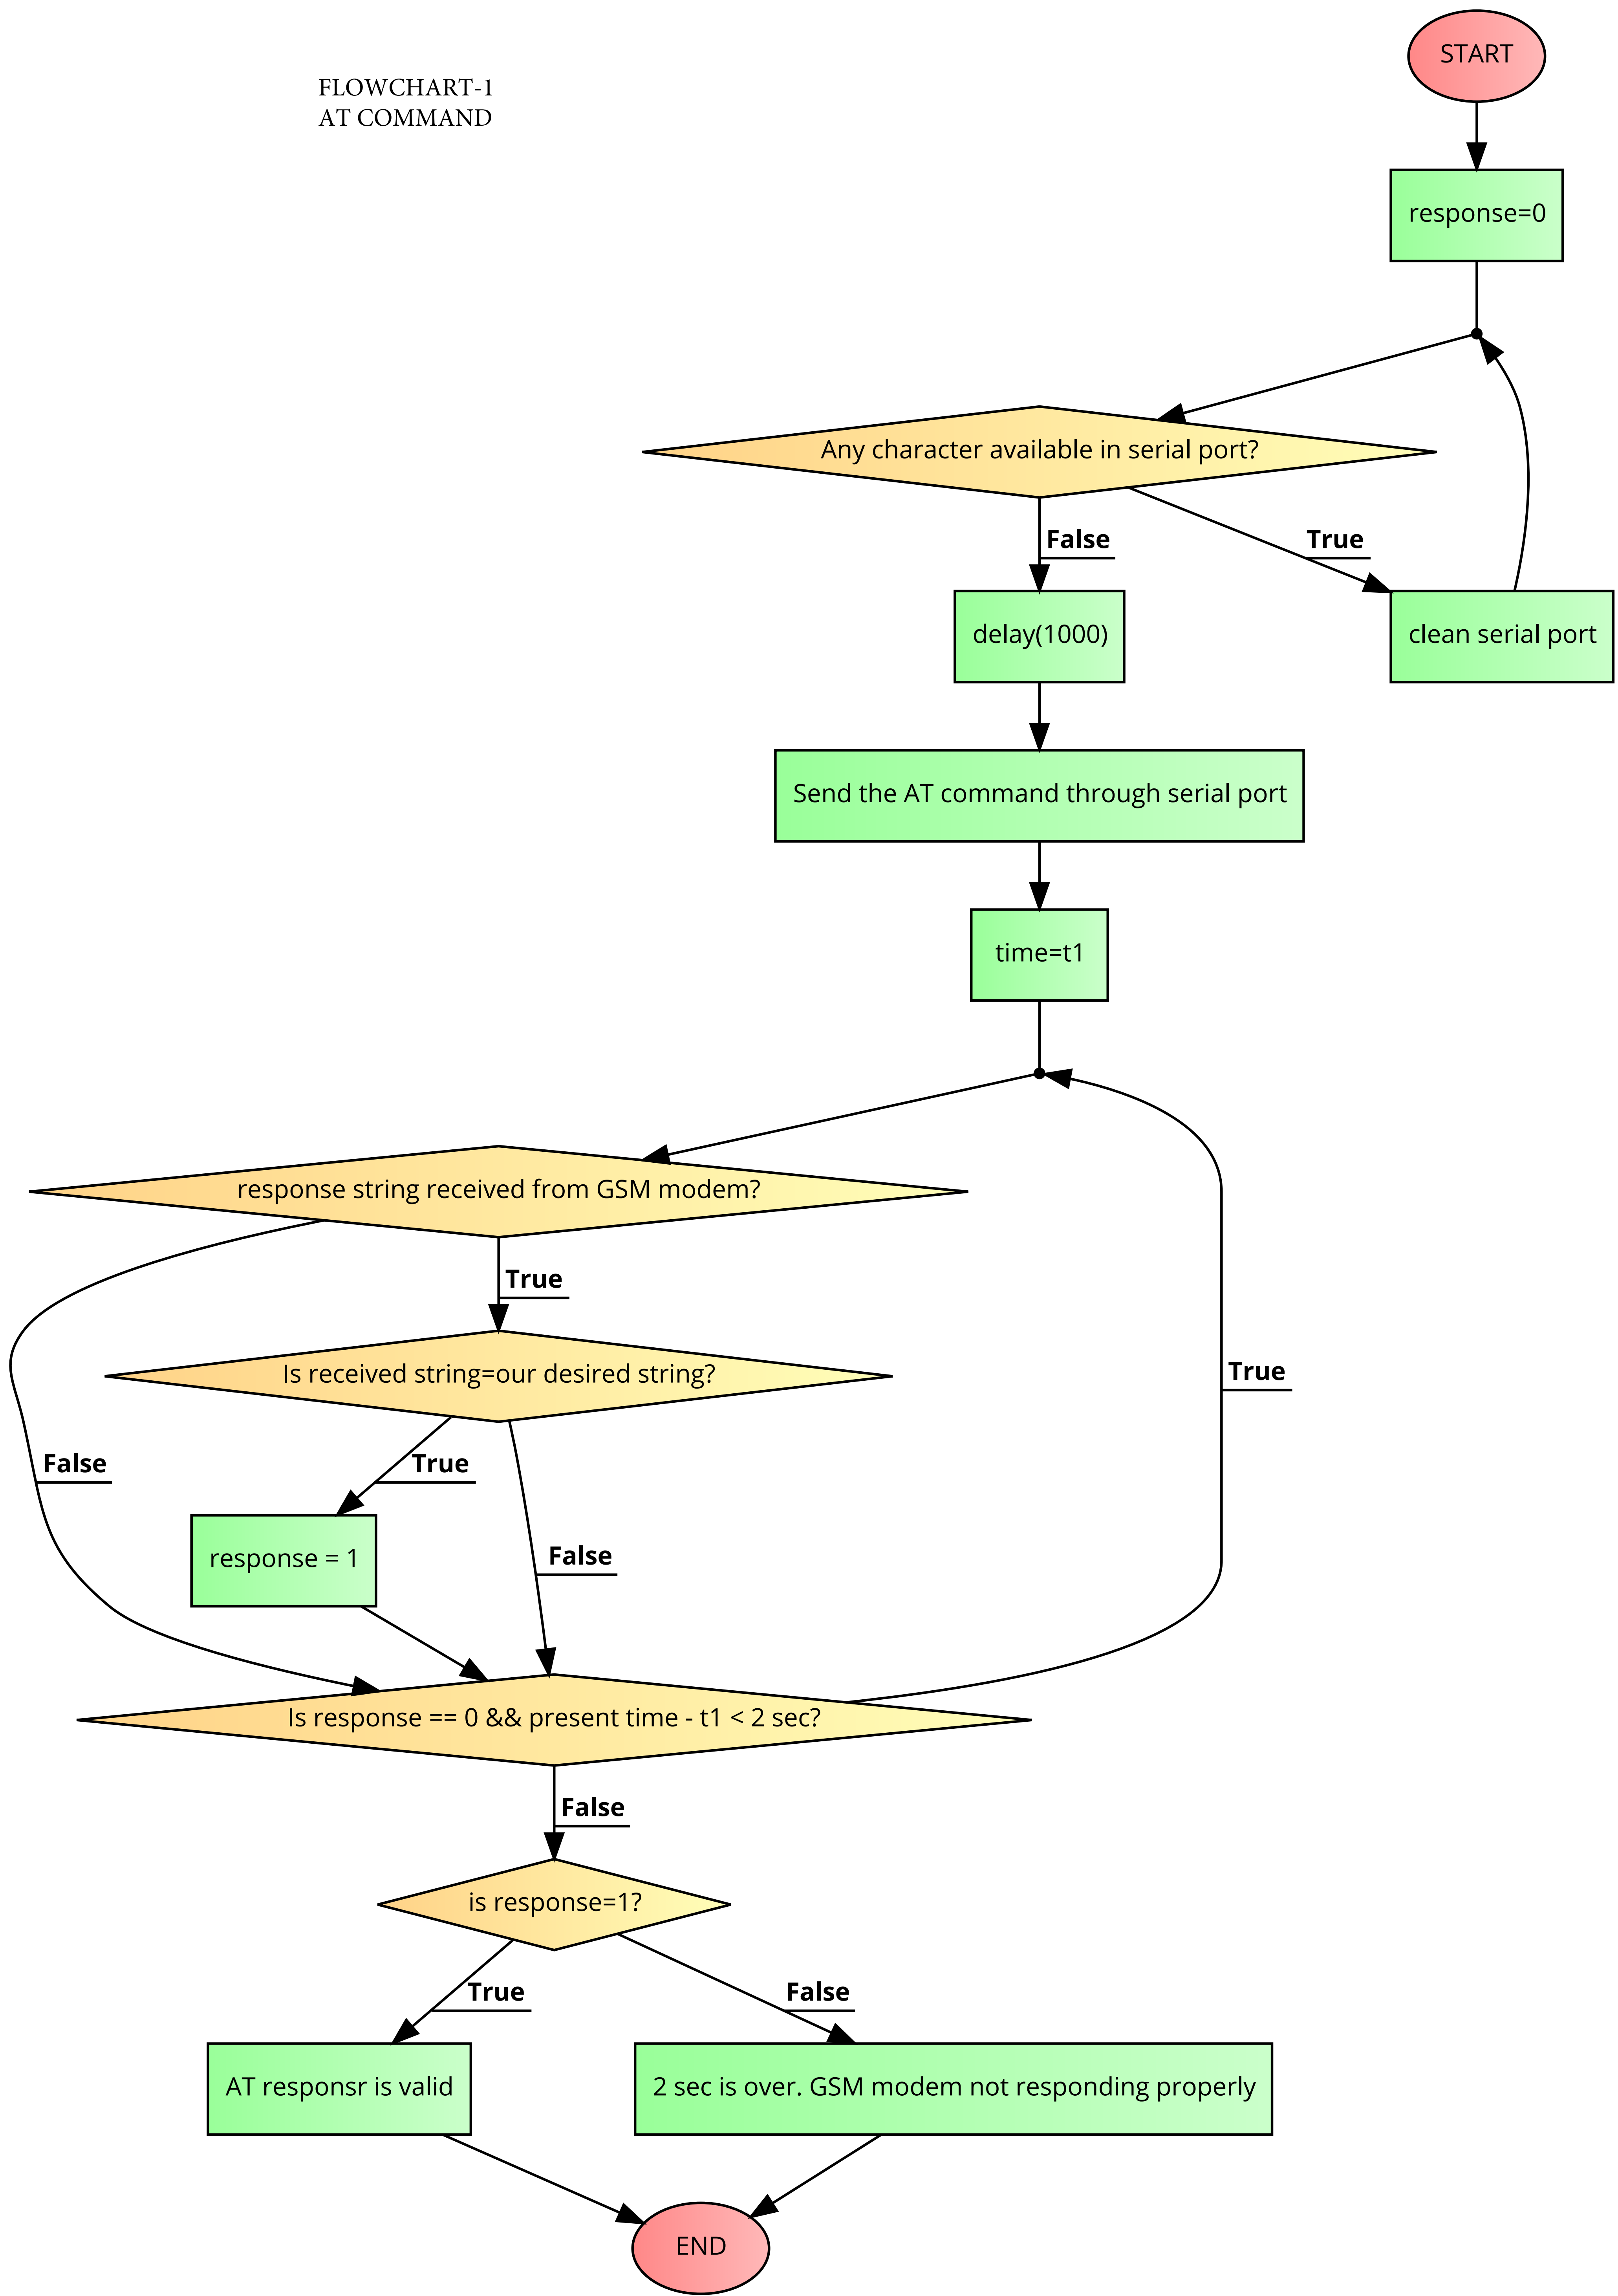 START
FLOWCHART-1
AT COMMAND
response=0
Any character available in serial port?
False
True
delay(1000)
clean serial port
Send the AT command through serial port
time=t1
response string received from GSM modem?
True
Is received string=our desired string?
True
False
True
False
response = 1
False
Is response == 0 && present time - t1 < 2 sec?
False
is response=1?
True
False
AT responsr is valid
2 sec is over. GSM modem not responding properly
END